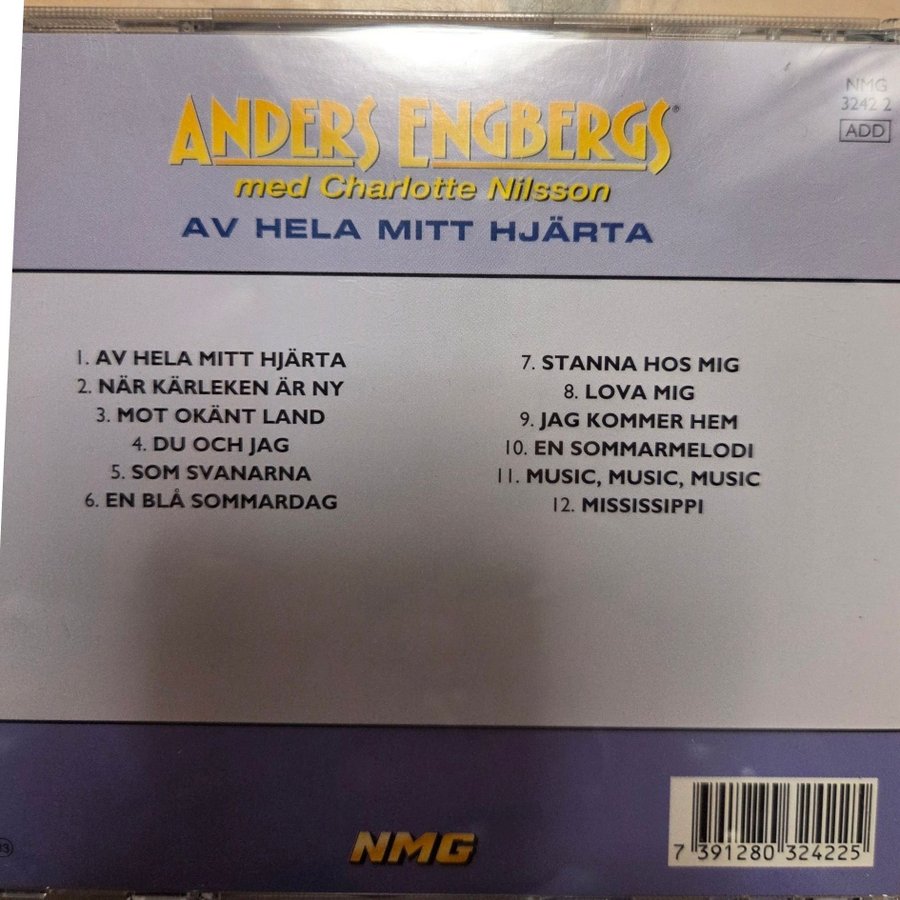 NMG
3242 2
ADD
ANDERS ENGBERGS®
med Charlotte Nilsson
AV HELA MITT HJÄRTA
1. AV HELA MITT HJÄRTA
2. NÄR KÄRLEKEN ÄR NY
3. MOT OKÄNT LAND
4. DU OCH JAG
5. SOM SVANARNA
6. EN BLÅ SOMMARDAG
7. STANNA HOS MIG
8. LOVA MIG
9. JAG KOMMER HEM
10. EN SOMMARMELODI
11. MUSIC, MUSIC, MUSIC
12. MISSISSIPPI
NMG
7 391280 324225